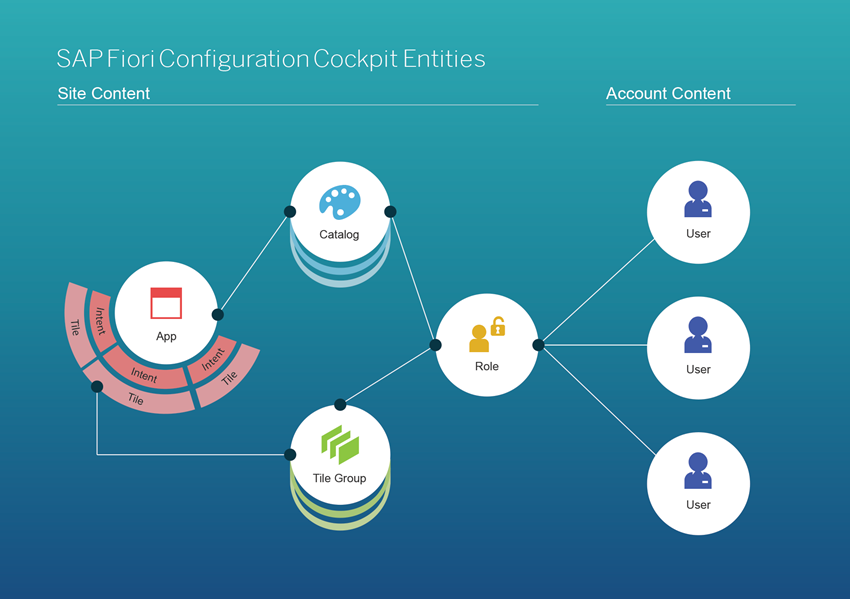 SAP Fiori Configuration Cockpit Entities
Site Content
Account Content
Catalog
User
App
Intent
Tile
Intent
Tile
Intent
Tile
Role
User
Tile Group
User